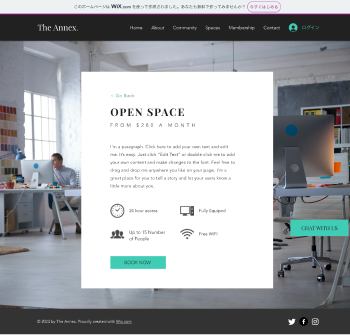 このホームページは WiX.com を使って作成されました。あなたも無料で作ってみませんか？ 今すぐはじめる
The Annex.
Home About Community Spaces Membership Contact ログイン
< Go Back
OPEN SPACE
FROM $280 A MONTH
I'm a paragraph. Click here to add your own text and edit
me. It's easy. Just click "Edit Text" or double click me to add
your own content and make changes to the font. Feel free to
drag and drop me anywhere you like on your page. I'm a
great place for you to tell a story and let your users know a
little more about you.
24 hour access
Fully Equiped
Up to 15 Number
of People
Free WIFI
BOOK NOW
CHAT WITH US
© 2023 by The Annex. Proudly created with Wix.com